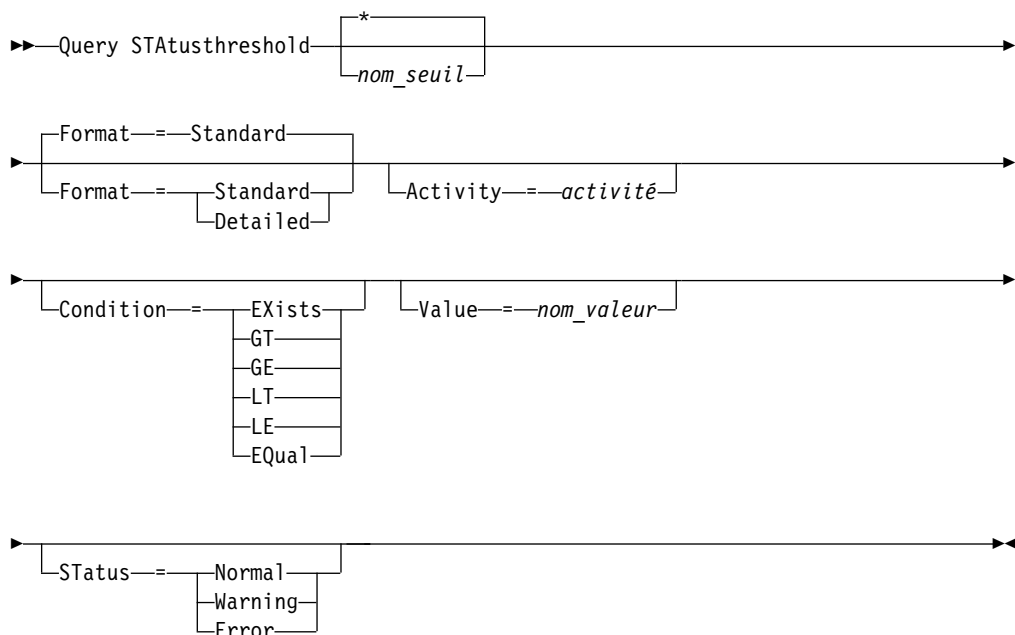 *
Query STAtusthreshold
nom_seuil
Format = Standard
Format = Standard Activity = activité
Detailed
Condition = EXists Value = nom_valeur
GT
GE
LT
LE
EQual
STatus = Normal
Warning
Error